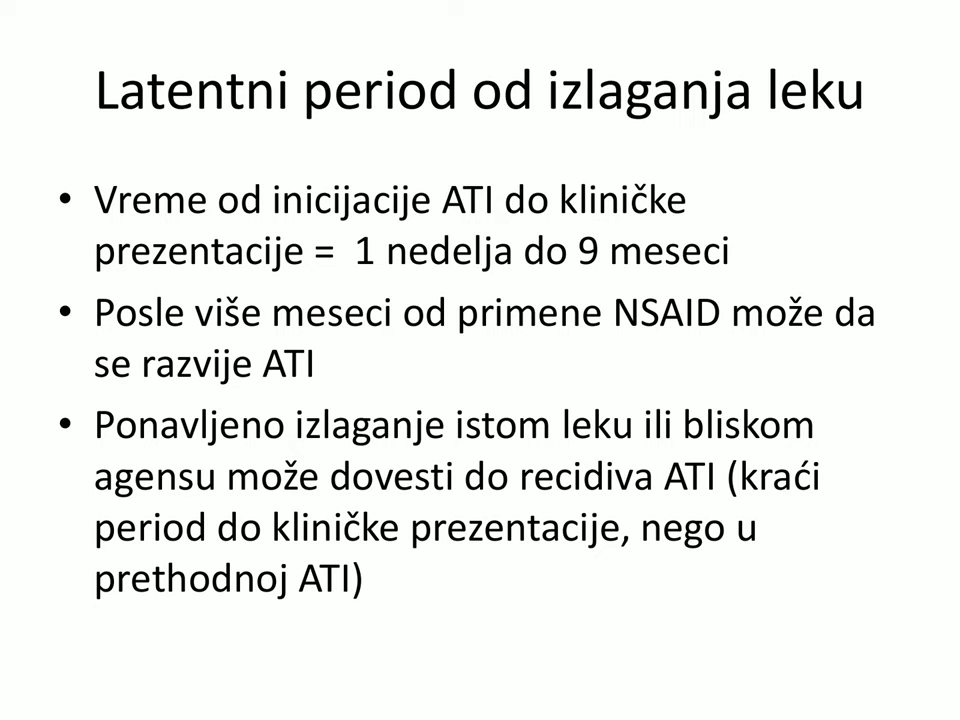 Latentni period od izlaganja leku
• Vreme od inicijacije ATI do kliničke
prezentacije = 1 nedelja do 9 meseci
• Posle više meseci od primene NSAID može da
se razvije ATI
• Ponavljeno izlaganje istom leku ili bliskom
agensu može dovesti do recidiva ATI (kraći
period do kliničke prezentacije, nego u
prethodnoj ATI)